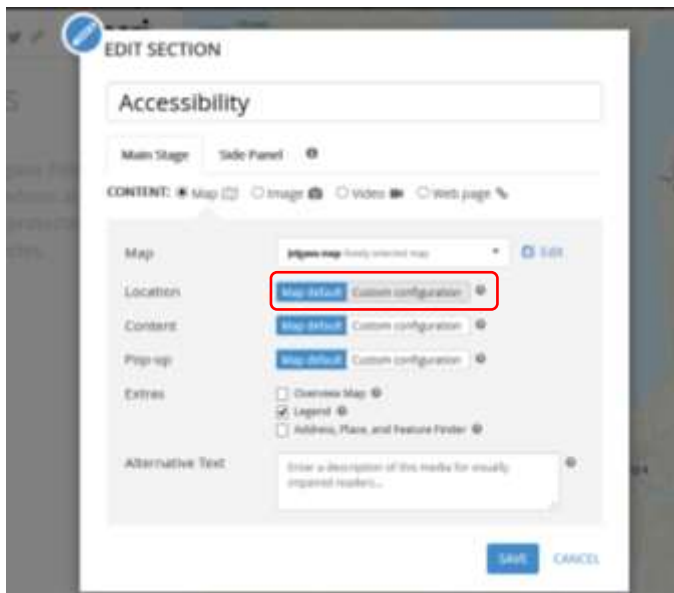 EDIT SECTION
Accessibility
Main Stage Side Panel
CONTENT: Map Image Video Web page
Map map Edit
Location Map default Custom configuration
Content Map default Custom configuration
Pop-up Map default Custom configuration
Extras Overview Map
Legend
Address, Place, and Feature Finder
Alternative Text Enter a description of this media for visually
impaired readers...
SAVE CANCEL